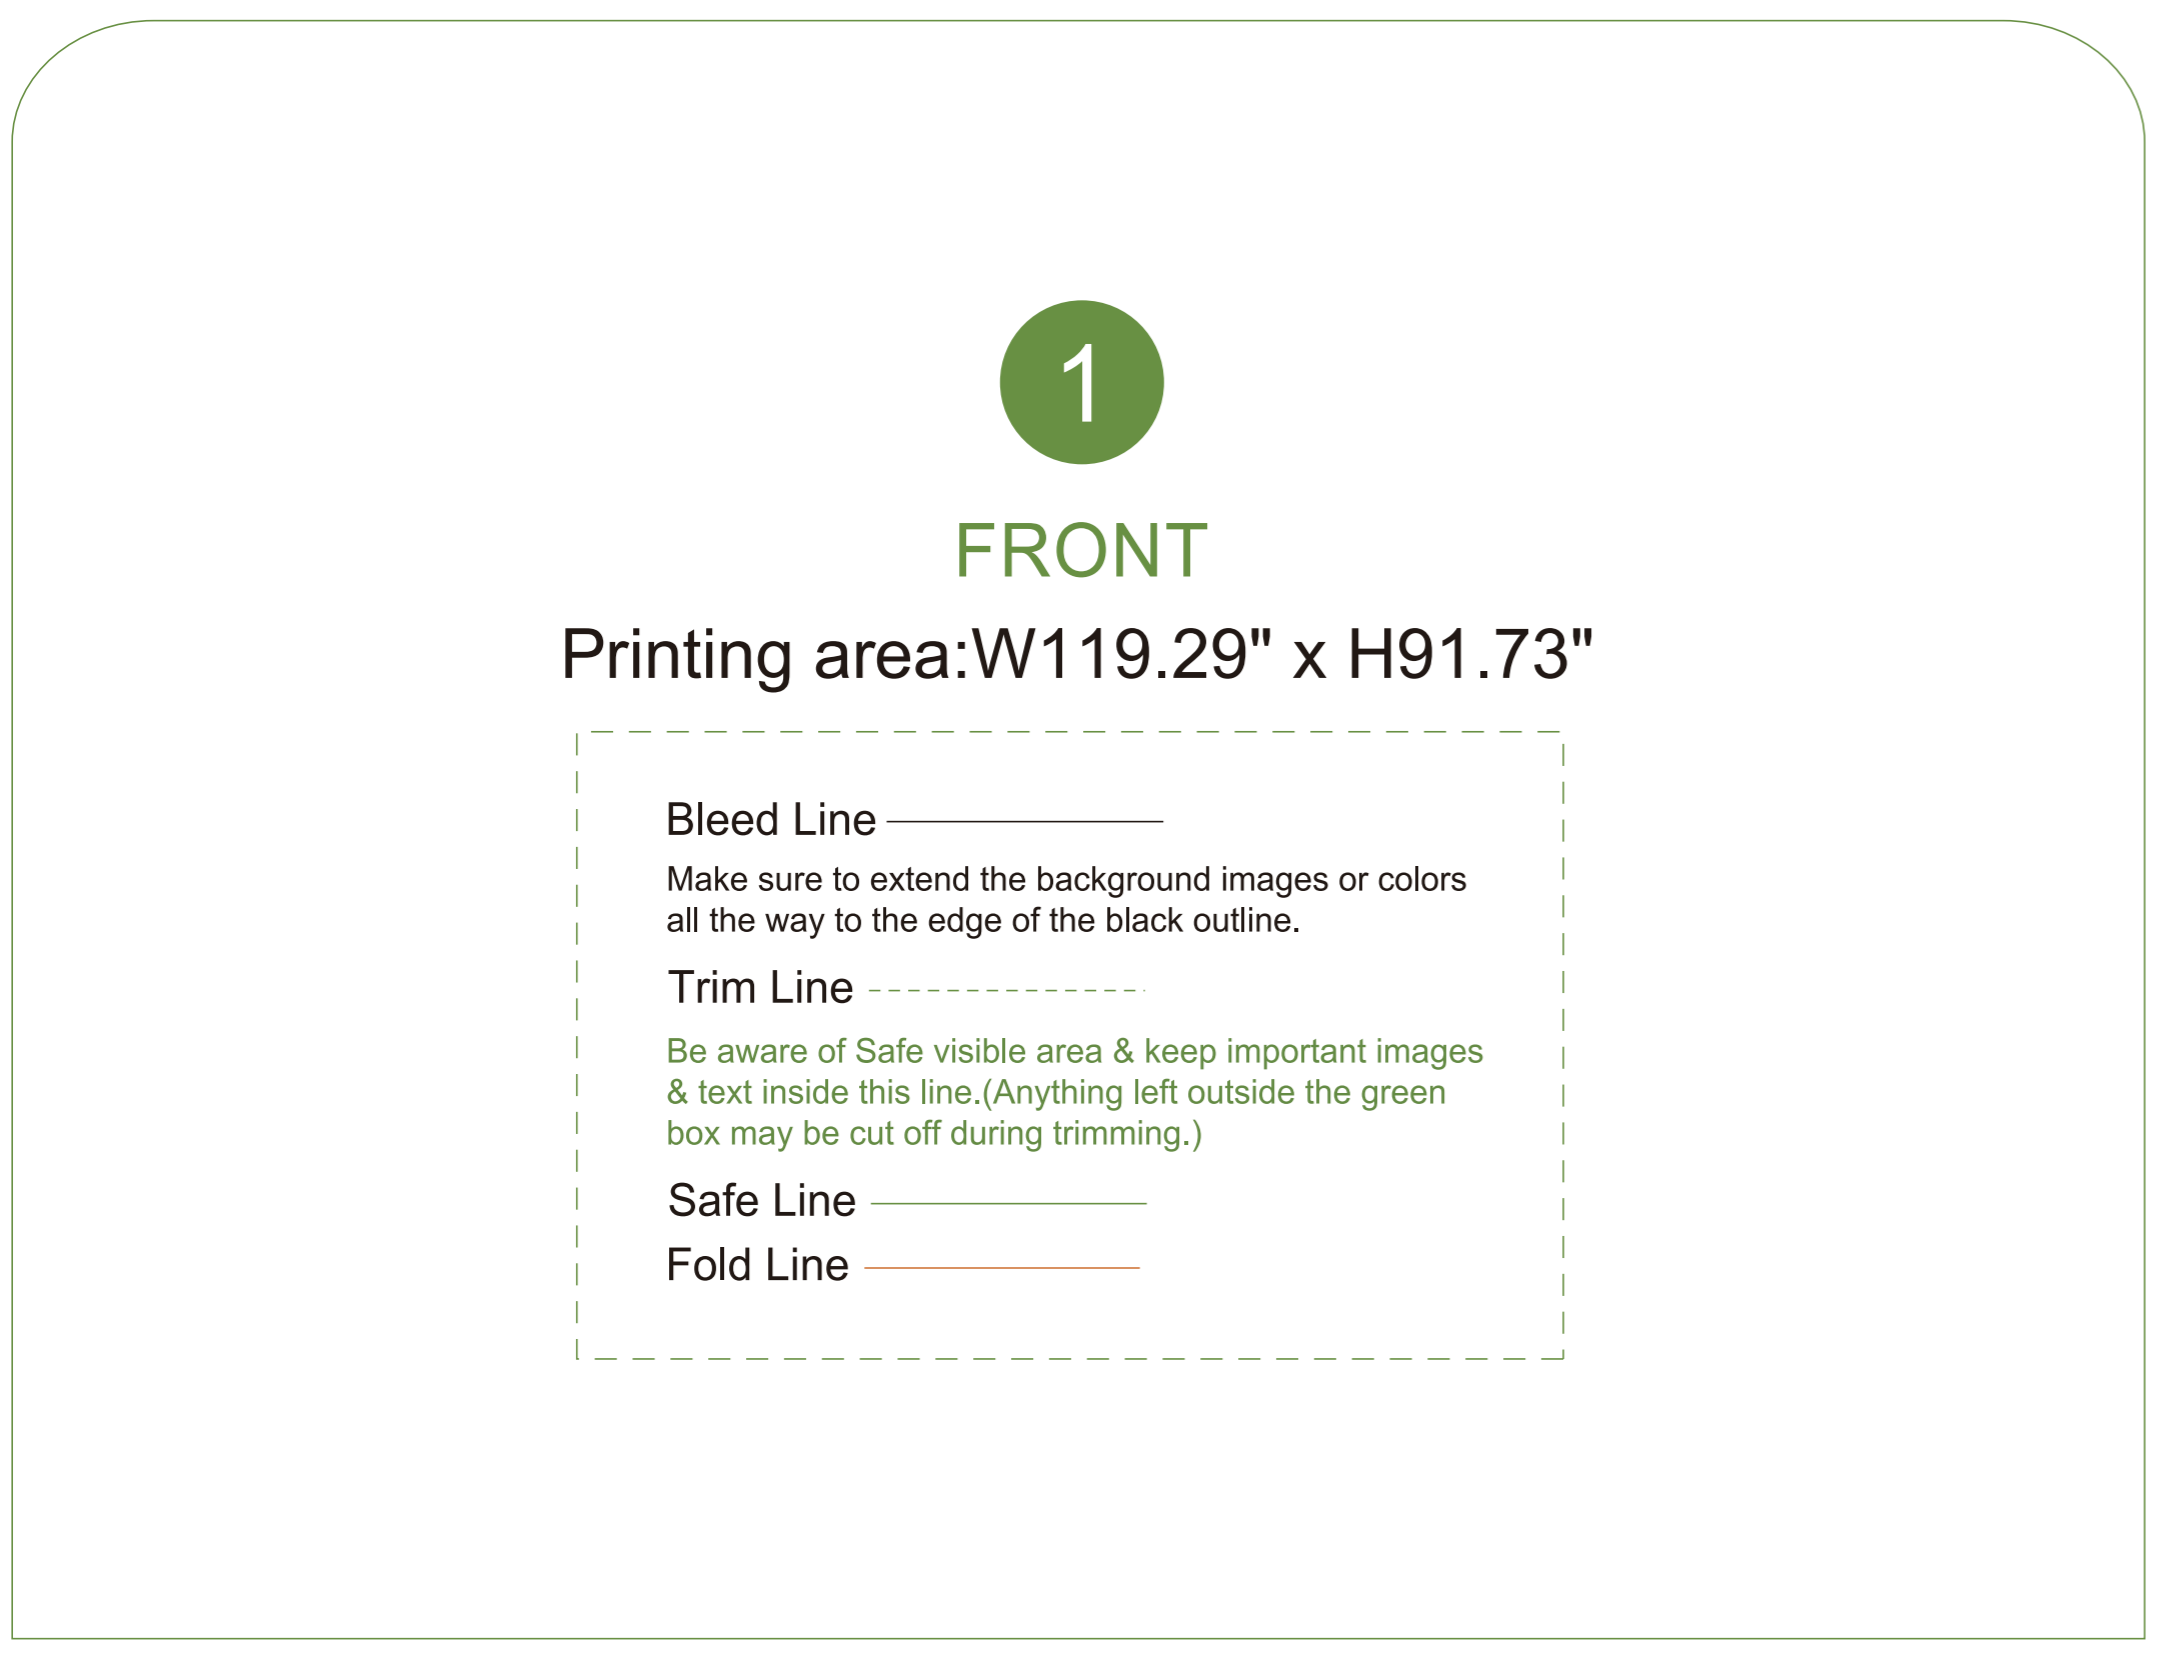 1
FRONT
Printing area:W119.29" x H91.73"
Bleed Line
Make sure to extend the background images or colors
all the way to the edge of the black outline.
Trim Line
Be aware of Safe visible area & keep important images
& text inside this line.(Anything left outside the green
box may be cut off during trimming.)
Safe Line
Fold Line